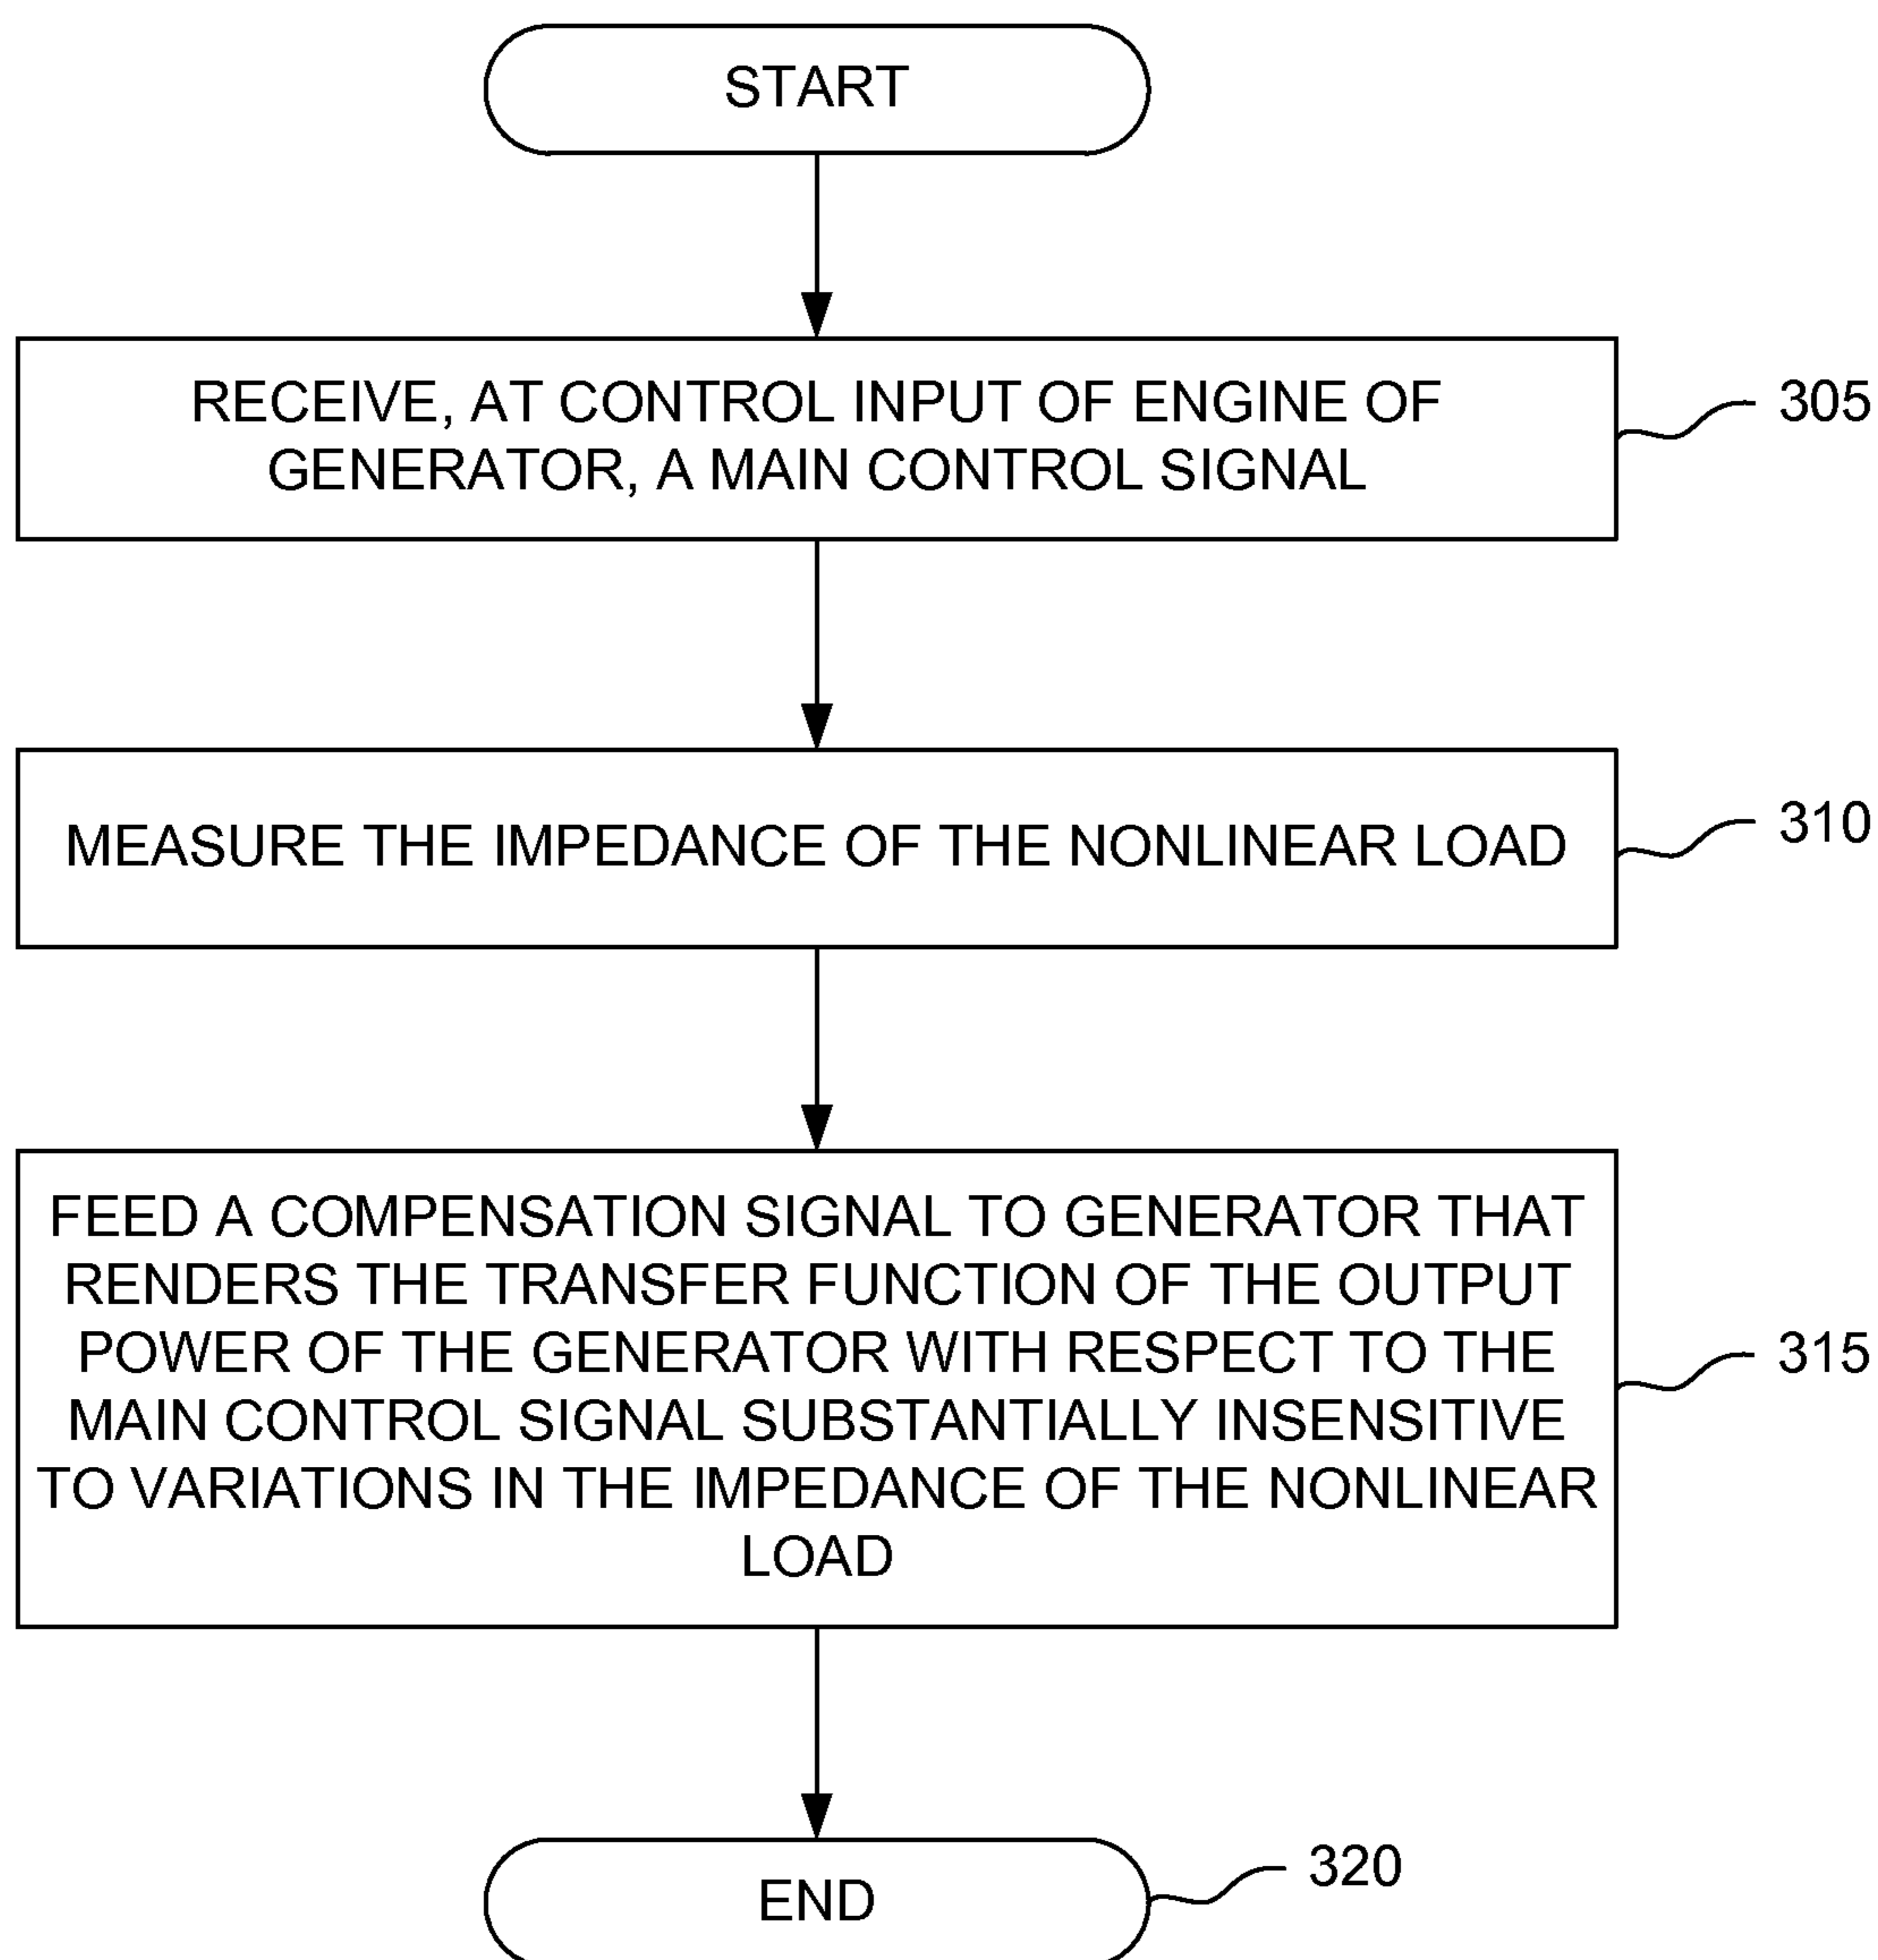 START
RECEIVE, AT CONTROL INPUT OF ENGINE OF
GENERATOR, A MAIN CONTROL SIGNAL
305
MEASURE THE IMPEDANCE OF THE NONLINEAR LOAD
310
FEED A COMPENSATION SIGNAL TO GENERATOR THAT
RENDERS THE TRANSFER FUNCTION OF THE OUTPUT
POWER OF THE GENERATOR WITH RESPECT TO THE
MAIN CONTROL SIGNAL SUBSTANTIALLY INSENSITIVE
TO VARIATIONS IN THE IMPEDANCE OF THE NONLINEAR
LOAD
315
END
320